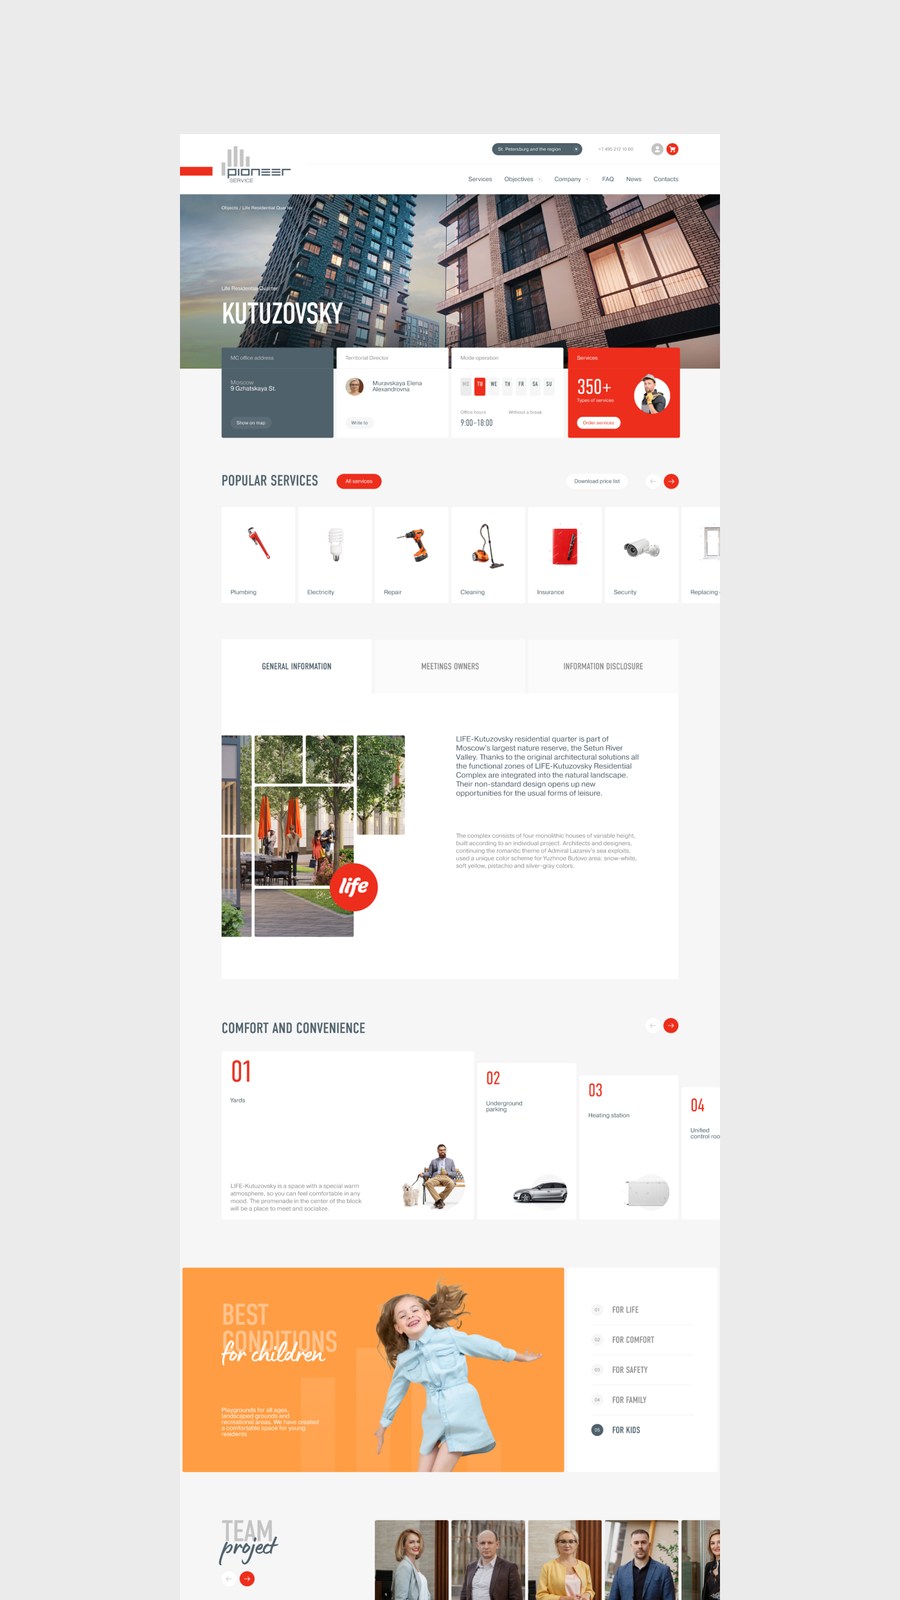 pioneer
SERVICE
St. Petersburg and the region
+7 495 212 10 60
Services
Objectives
Company
FAQ
News
Contacts
Objects / Life Residential Quarter
Life Residential Quarter
KUTUZOVSKY
MC office address
Moscow
9 Gzhatskaya St.
Show on map
Territorial Director
Muravskaya Elena
Alexandrovna
Write to
Mode operation
MO TU WE TH FR SA SU
Office hours
Without a break
9:00-18:00
Services
350+
Types of services
Order services
POPULAR SERVICES
All services
Download price list
Plumbing
Electricity
Repair
Cleaning
Insurance
Security
Replacing
GENERAL INFORMATION
MEETINGS OWNERS
INFORMATION DISCLOSURE
LIFE-Kutuzovsky residential quarter is part of
Moscow's largest nature reserve, the Setun River
Valley. Thanks to the original architectural solutions all
the functional zones of LIFE-Kutuzovsky Residential
Complex are integrated into the natural landscape.
Their non-standard design opens up new
opportunities for the usual forms of leisure.
The complex consists of four monolithic houses of variable height,
built according to an individual project. Architects and designers,
continuing the romantic theme of Admiral Lazarev's sea exploits,
used a unique color scheme for Yuzhnoe Butovo area: snow-white,
soft yellow, pistachio and silver-gray colors.
life
COMFORT AND CONVENIENCE
01
Yards
LIFE-Kutuzovsky is a space with a special warm
atmosphere, so you can feel comfortable in any
mood. The promenade in the center of the block
will be a place to meet and socialize.
02
Underground
parking
03
Heating station
04
Unified
control roo
BEST
CONDITIONS
for children
Playgrounds for all ages,
landscaped grounds and
recreational areas. We have created
a comfortable space for young
residents.
01 FOR LIFE
02 FOR COMFORT
03 FOR SAFETY
04 FOR FAMILY
05 FOR KIDS
TEAM
project